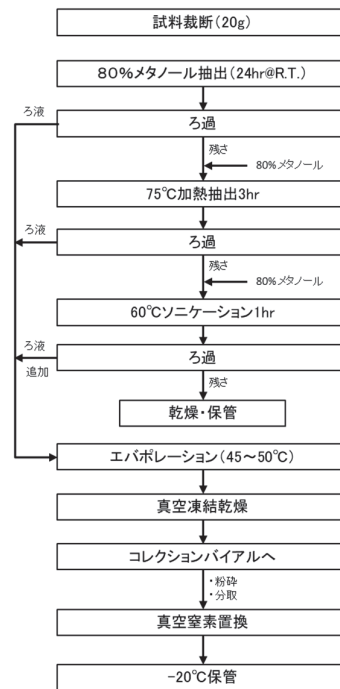 試料裁断(20g)
80%メタノール抽出(24hr@R.T.)
ろ液
ろ過
残さ
80%メタノール
75℃加熱抽出3hr
ろ液
ろ過
残さ
80%メタノール
60℃ソニケーション1hr
ろ液
ろ過
追加
残さ
乾燥・保管
エバポレーション(45～50℃)
真空凍結乾燥
コレクションバイアルへ
・粉砕
・分取
真空窒素置換
-20℃保管